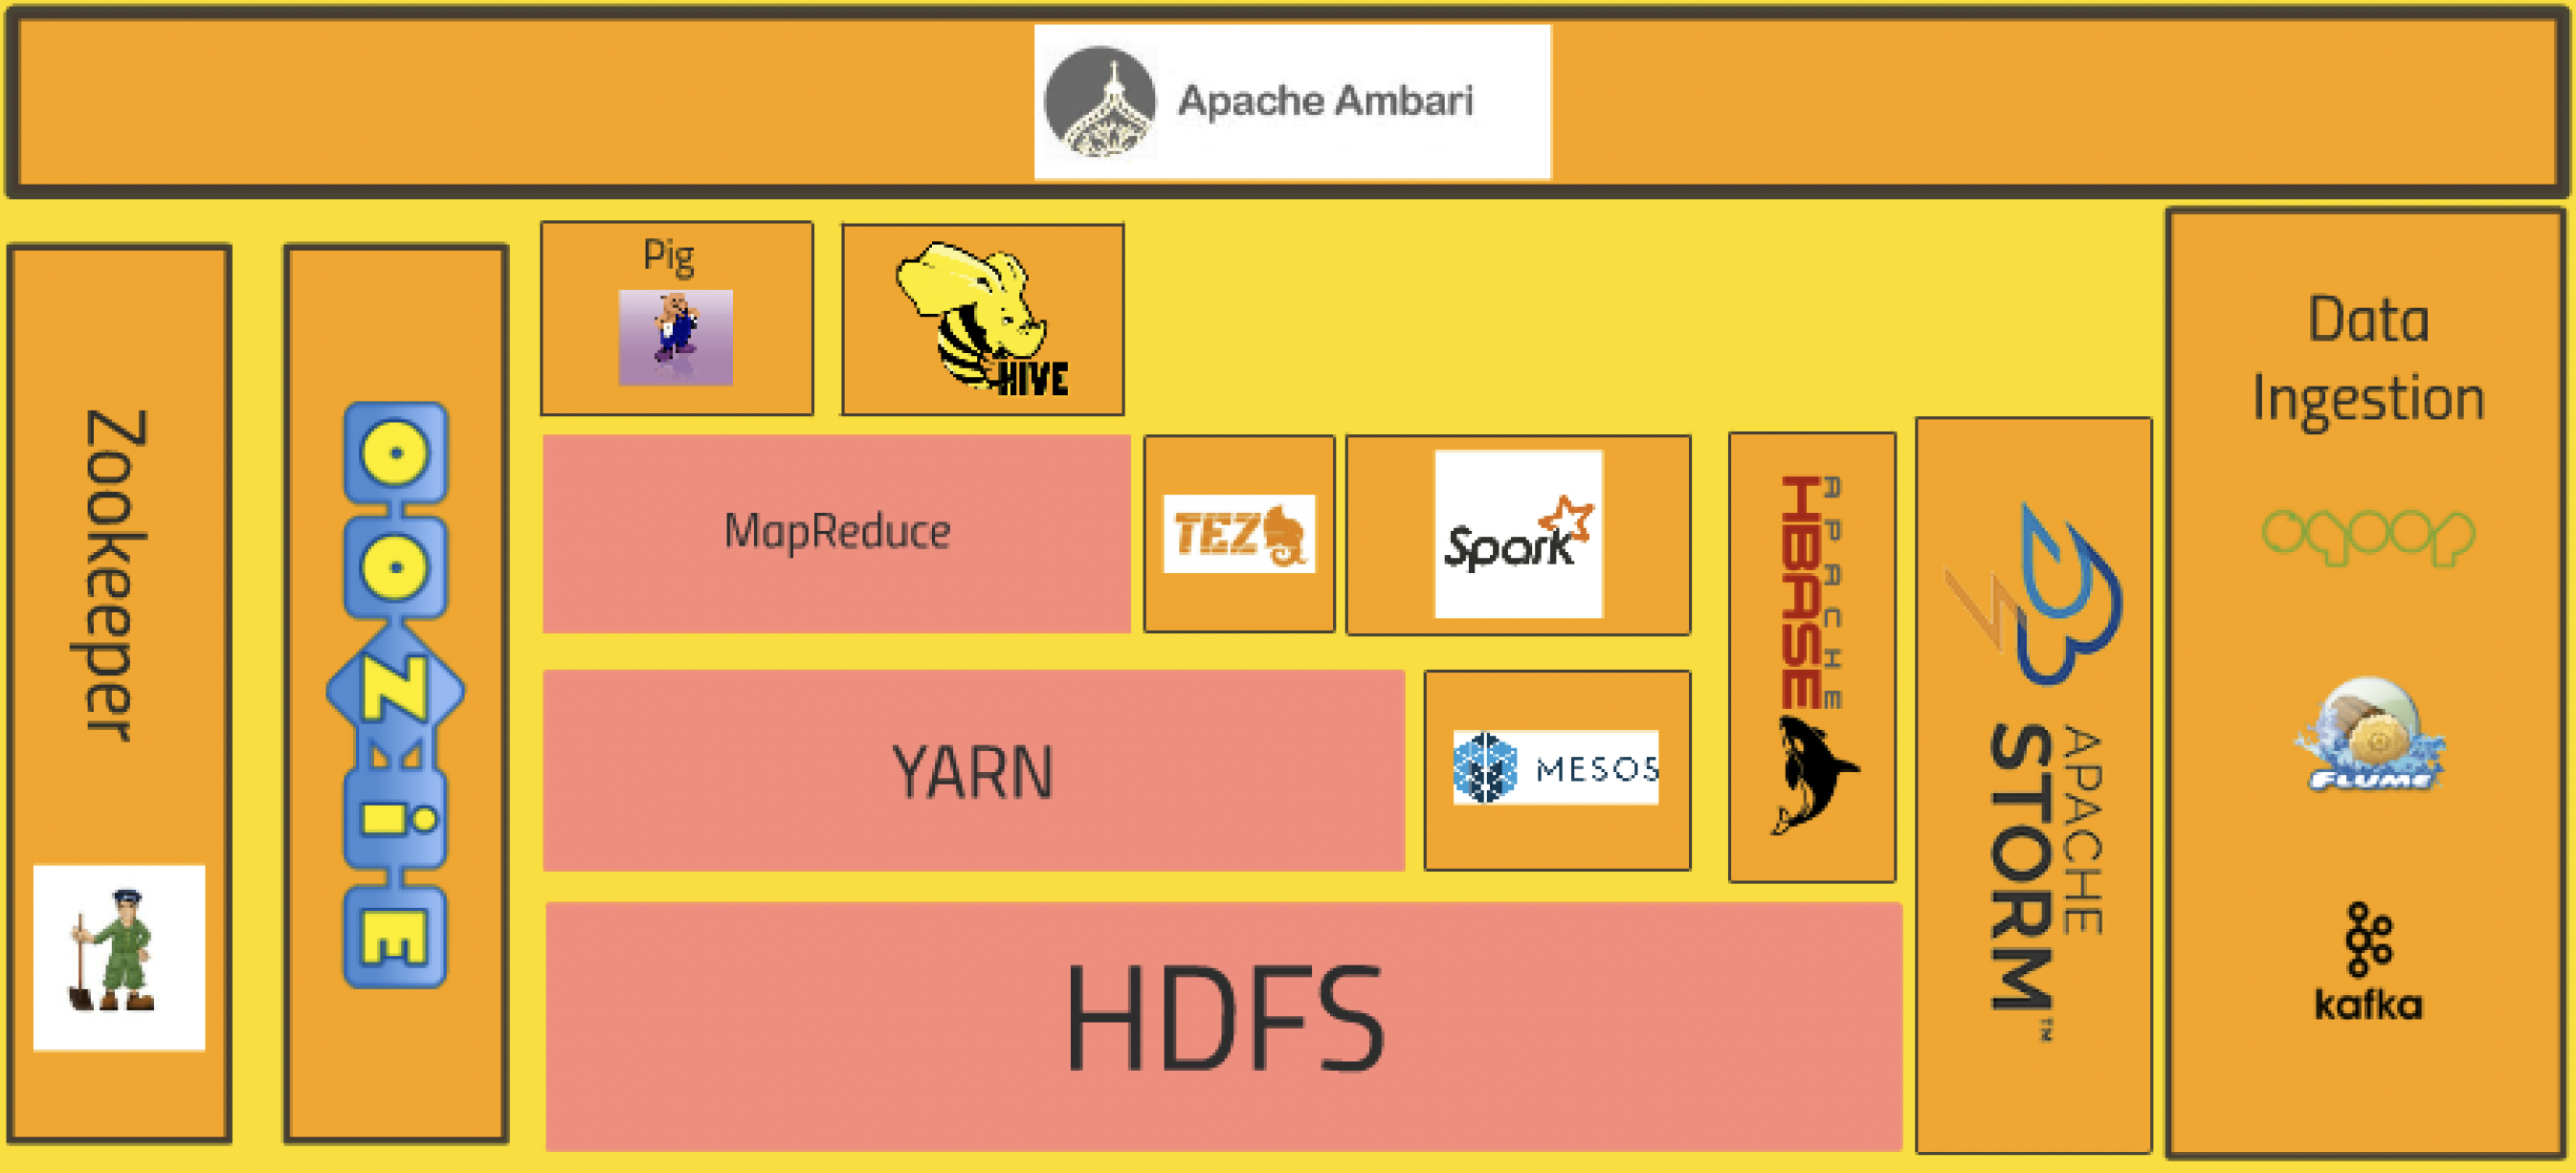 Apache Ambari
Zookeeper
OOZiE
Pig
HIVE
MapReduce
TEZ
Spark
YARN
MESOS
HDFS
APACHE
HBASE
APACHE
STORM™
Data
Ingestion
sqoop
FLUME
kafka